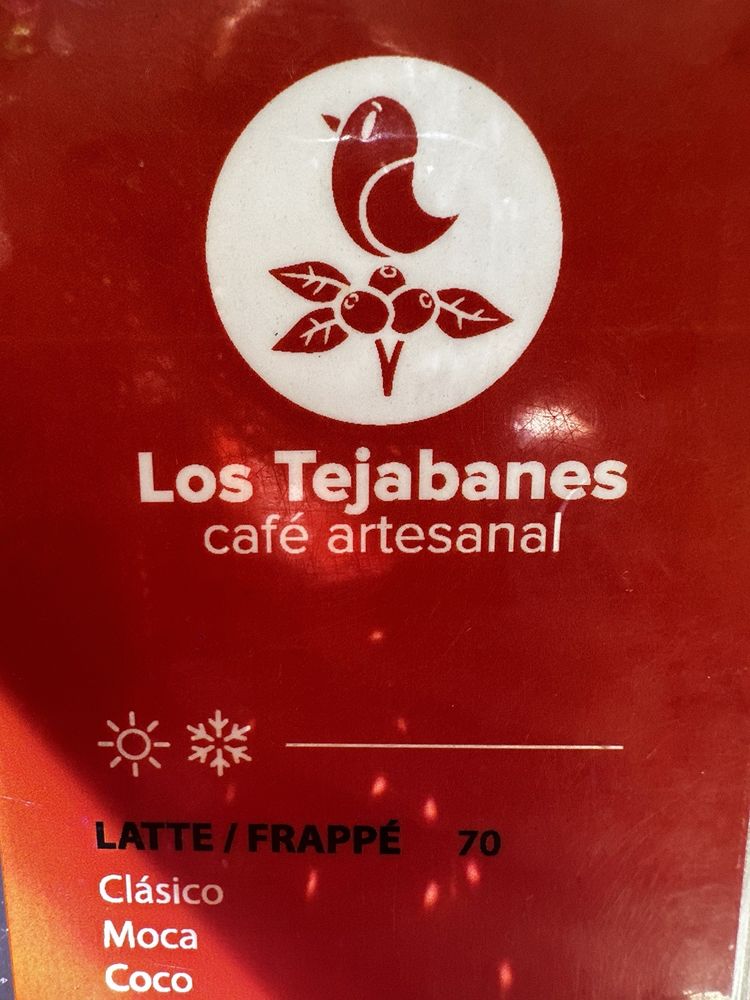 Los Tejabanes
café artesanal
LATTE / FRAPPÉ 70
Clásico
Moca
Coco